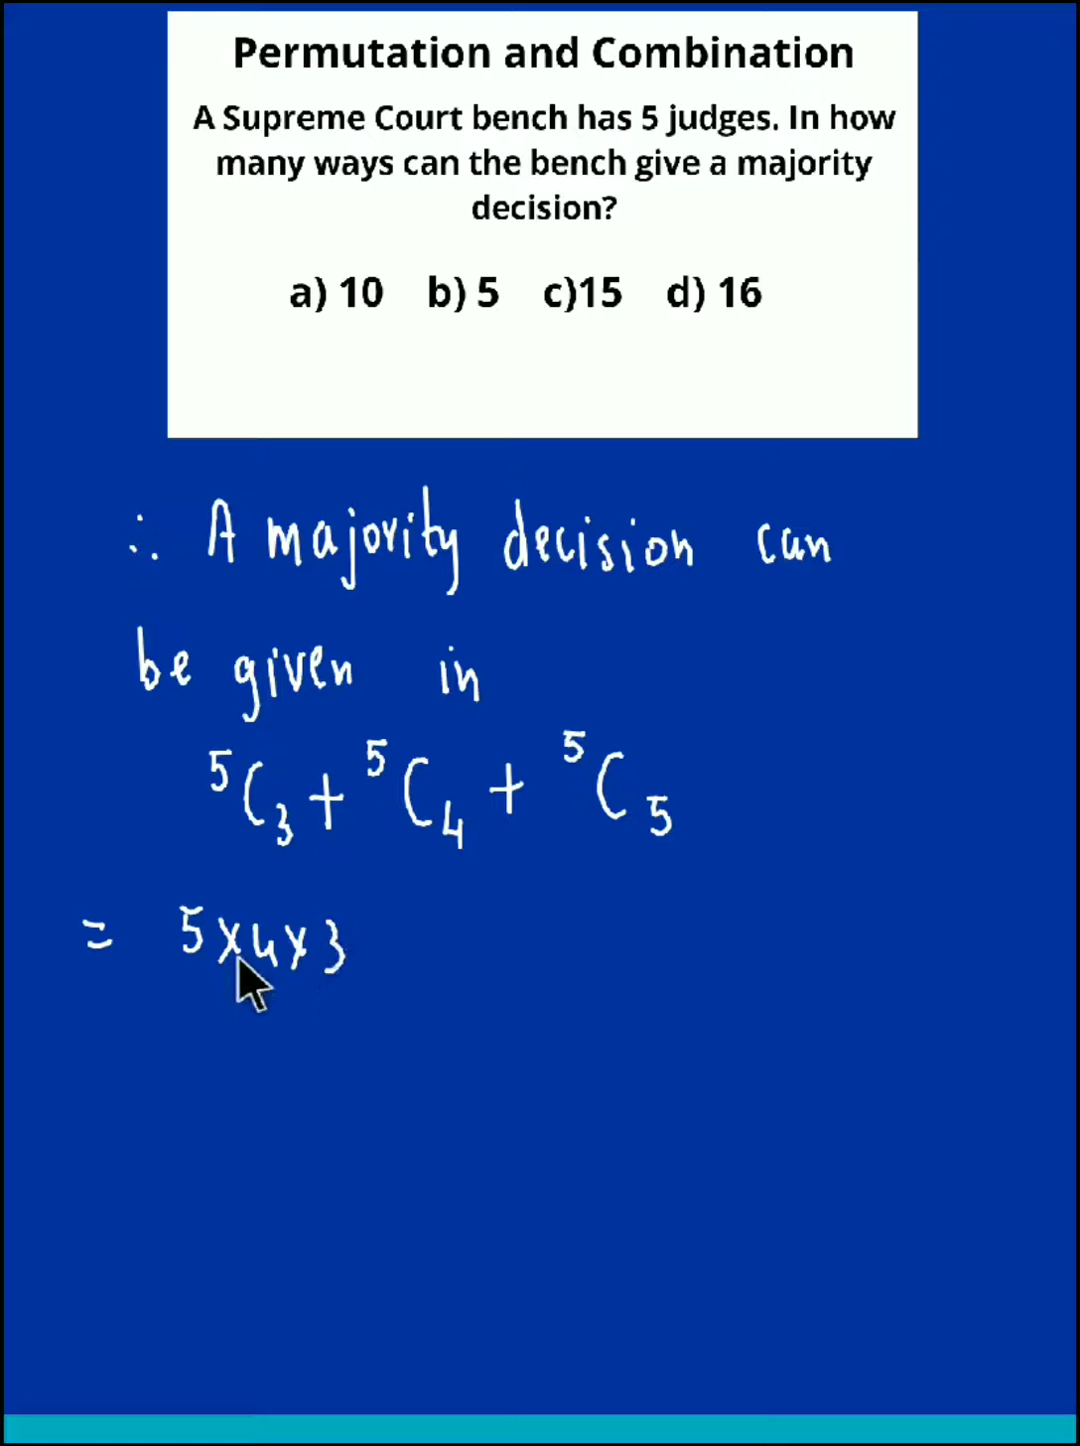 Permutation and Combination
A Supreme Court bench has 5 judges. In how
many ways can the bench give a majority
decision?
a) 10 b) 5 c)15 d) 16
∴ A majority decision can
be given in
⁵C₃ + ⁵C₄ + ⁵C₅
= 5×4×3